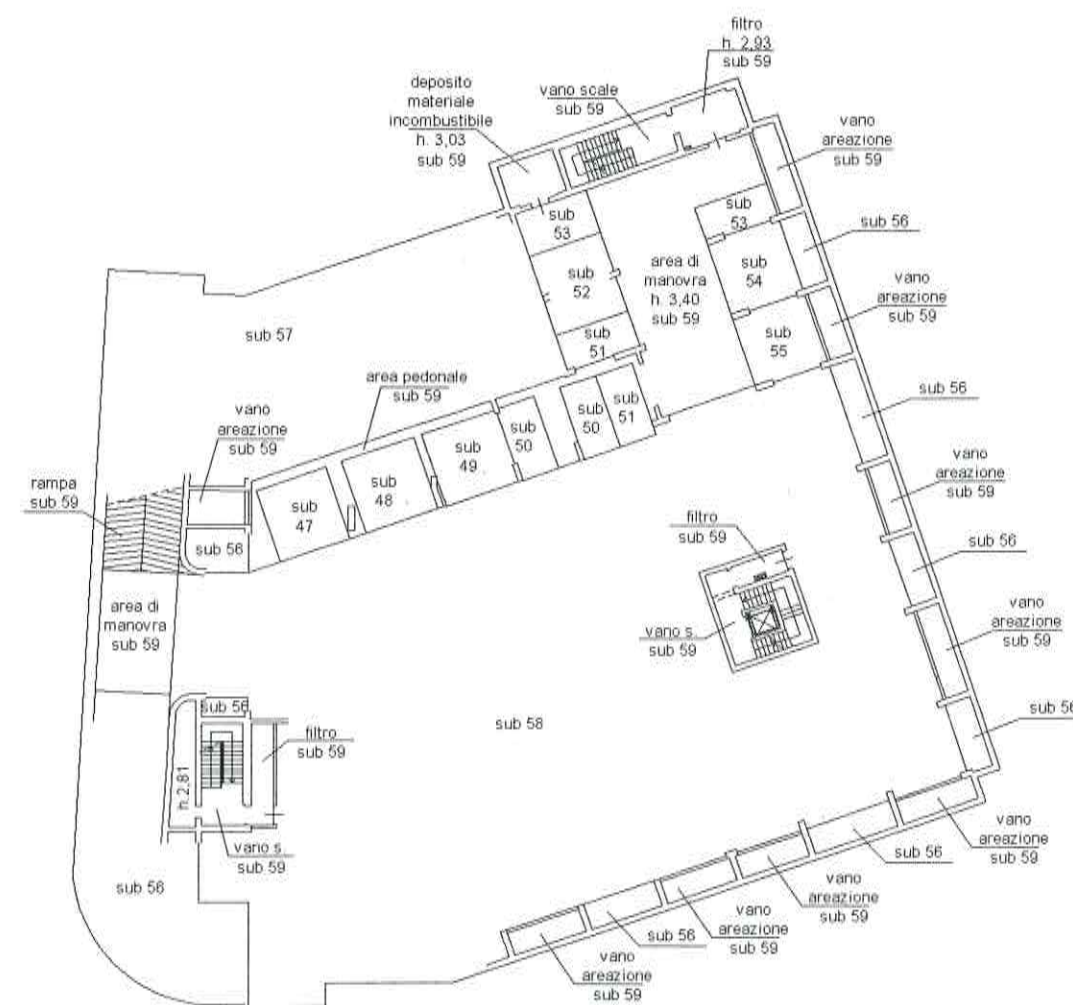 filtro
h. 2,93
sub 59
deposito
materiale
incombustibile
h. 3,03
sub 59
vano scale
sub 59
vano
areazione
sub 59
sub
53
sub
53
sub 56
sub
52
area di
manovra
h. 3,40
sub 59
sub
54
vano
areazione
sub 59
sub 57
sub
51
sub
55
area pedonale
sub 59
sub 56
vano
areazione
sub 59
sub
50
sub
51
sub
50
sub
49
sub
48
sub
47
vano
areazione
sub 59
rampa
sub 59
sub 56
filtro
sub 59
sub 56
area di
manovra
sub 59
vano s.
sub 59
vano
areazione
sub 59
sub 56
sub 56
sub 58
filtro
sub 59
h.2,81
vano s.
sub 59
sub 56
vano
areazione
sub 59
sub 56
vano
areazione
sub 59
vano
areazione
sub 59
sub 56
vano
areazione
sub 59